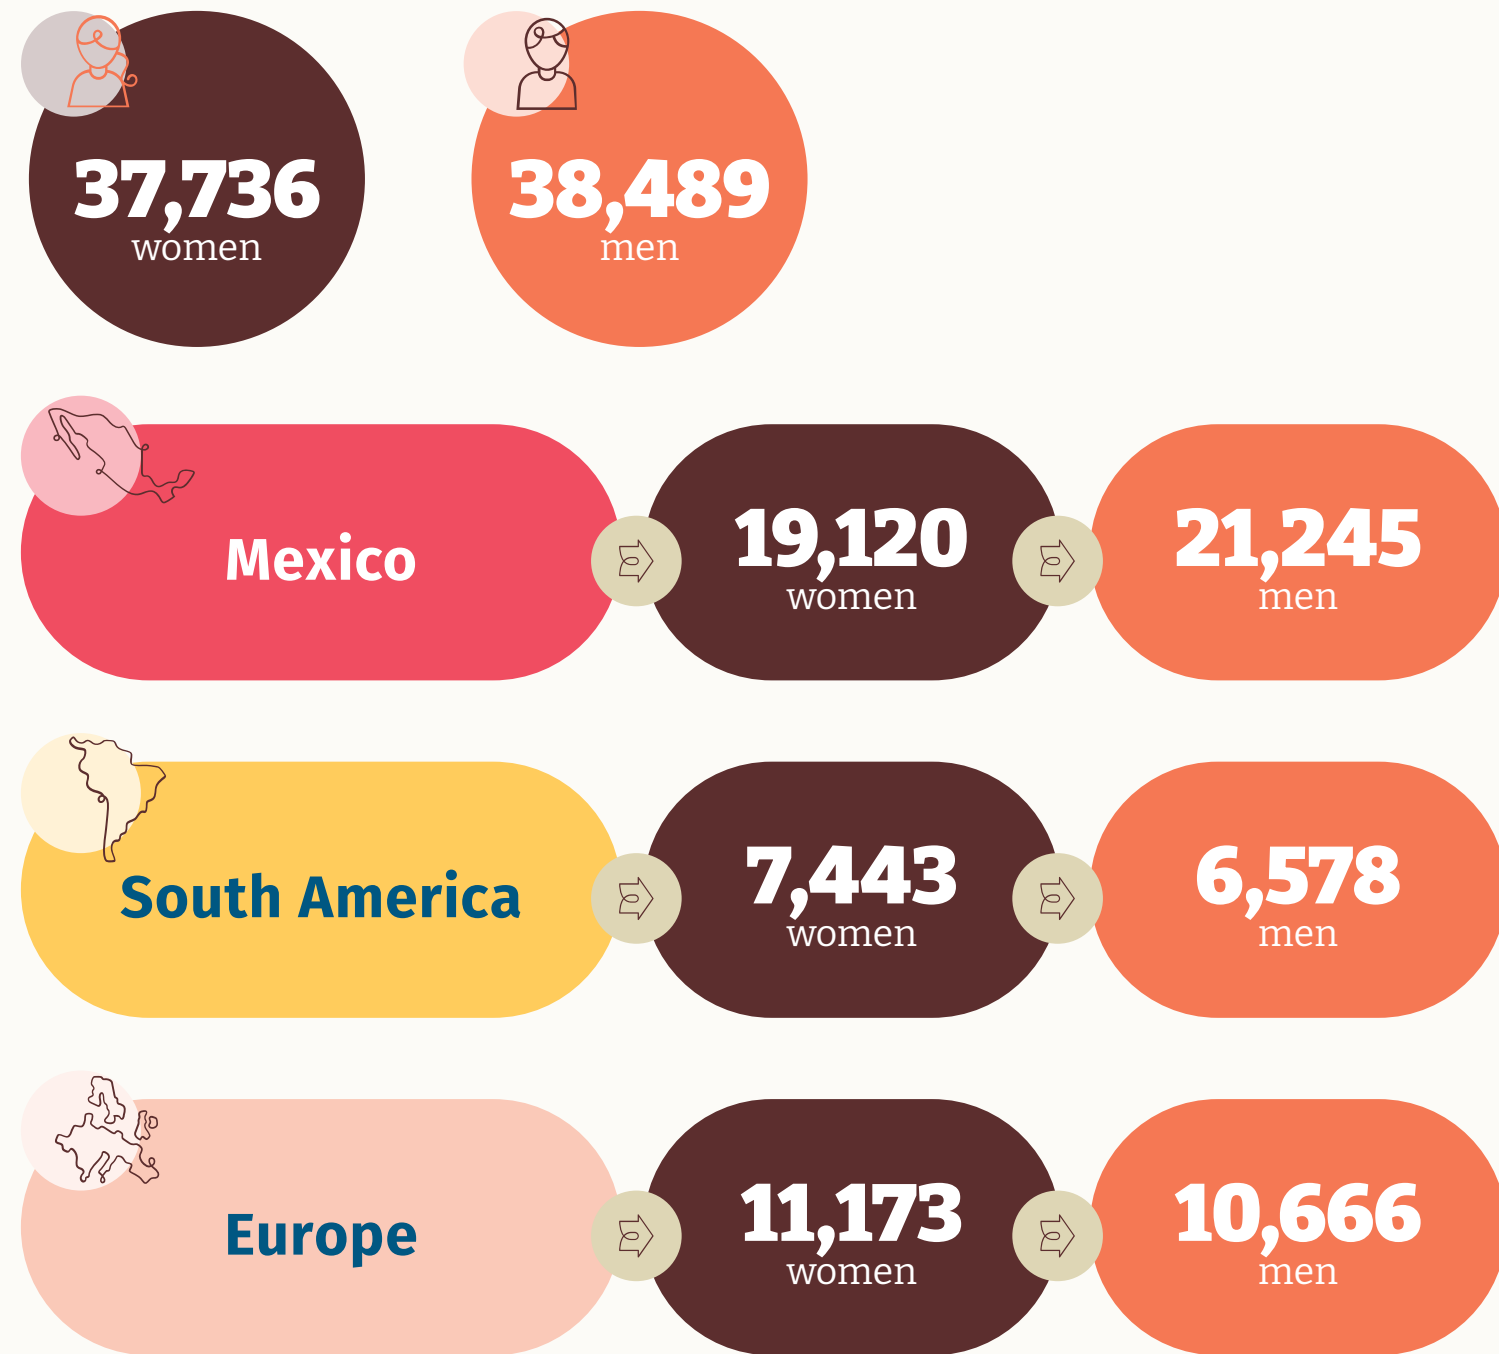 37,736
women
38,489
men
Mexico
19,120
women
21,245
men
South America
7,443
women
6,578
men
Europe
11,173
women
10,666
men